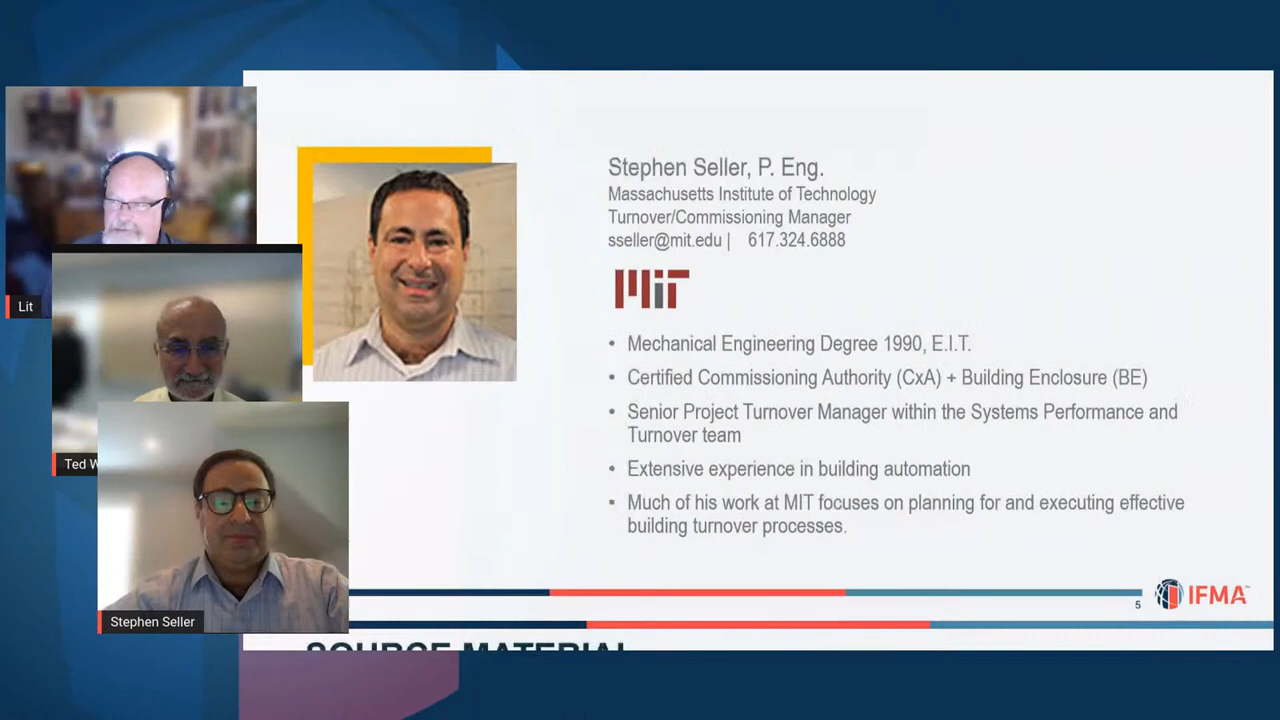 Stephen Seller, P. Eng.
Massachusetts Institute of Technology
Turnover/Commissioning Manager
sseller@mit.edu | 617.324.6888
MIT
• Mechanical Engineering Degree 1990, E.I.T.
• Certified Commissioning Authority (CxA) + Building Enclosure (BE)
• Senior Project Turnover Manager within the Systems Performance and
Turnover team
• Extensive experience in building automation
▪ Much of his work at MIT focuses on planning for and executing effective
building turnover processes.
Lit
Ted W
Stephen Seller
5
IFMA™
SOURCE MATERIAL